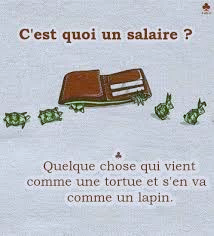 C'est quoi un salaire ?
Quelque chose qui vient
comme une tortue et s'en va
comme un lapin.